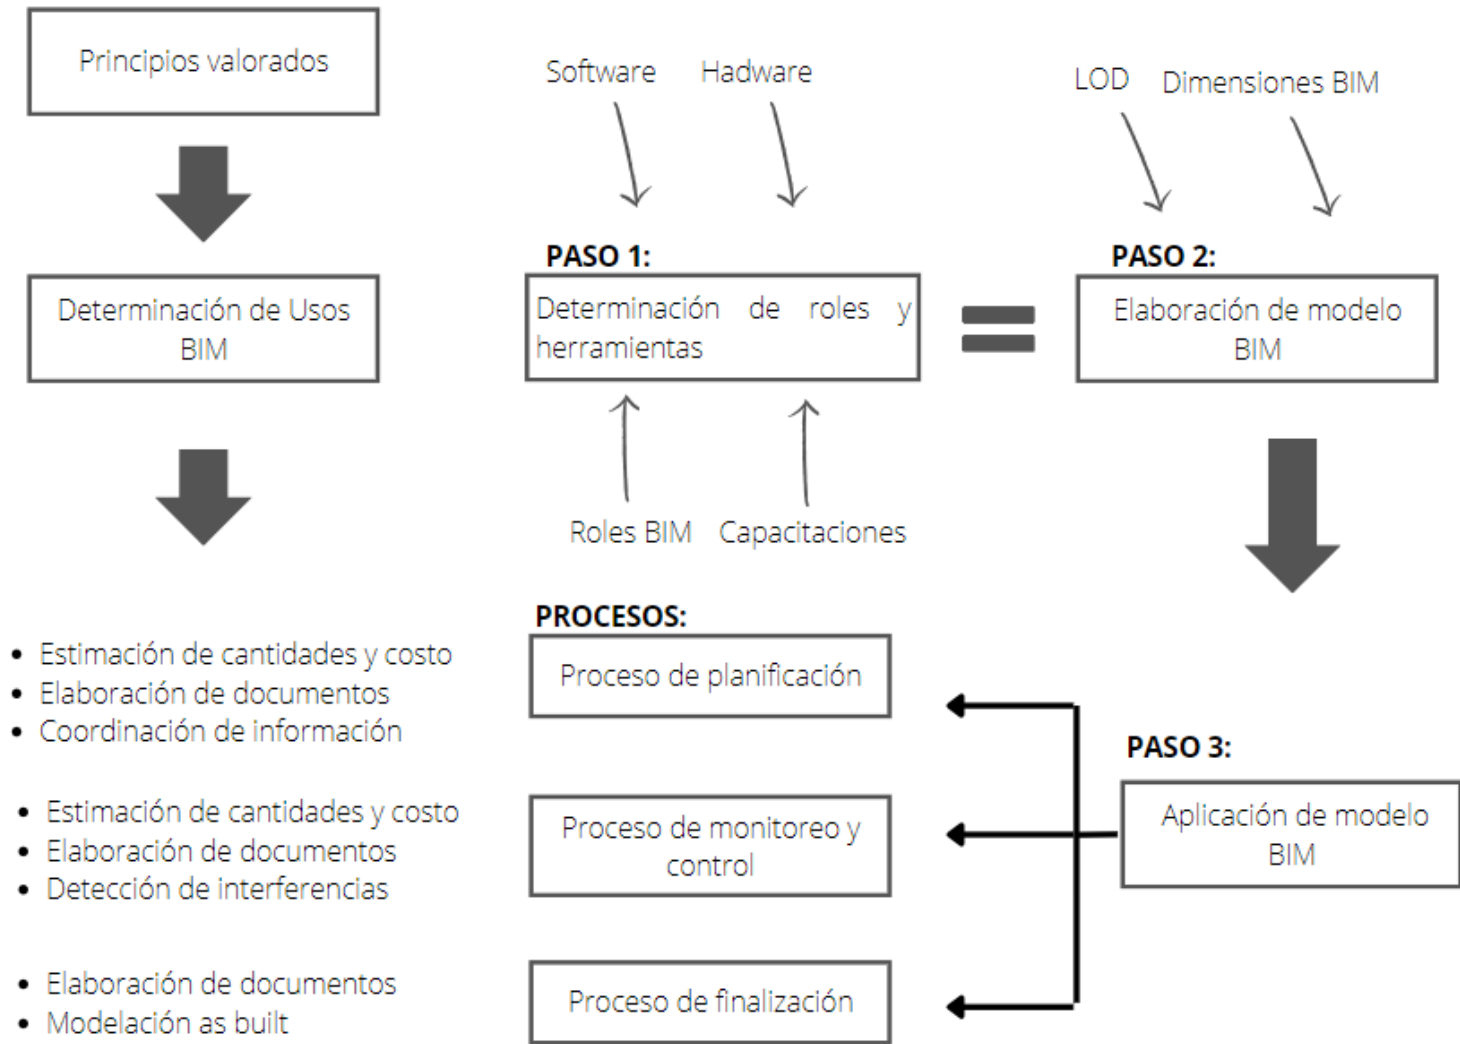 Principios valorados
Software
Hadware
LOD
Dimensiones BIM
Determinación de Usos
BIM
PASO 1:
Determinación de roles y
herramientas
Roles BIM
Capacitaciones
PASO 2:
Elaboración de modelo
BIM
PROCESOS:
• Estimación de cantidades y costo
• Elaboración de documentos
• Coordinación de información
Proceso de planificación
PASO 3:
Aplicación de modelo
BIM
• Estimación de cantidades y costo
• Elaboración de documentos
• Detección de interferencias
Proceso de monitoreo y
control
• Elaboración de documentos
• Modelación as built
Proceso de finalización